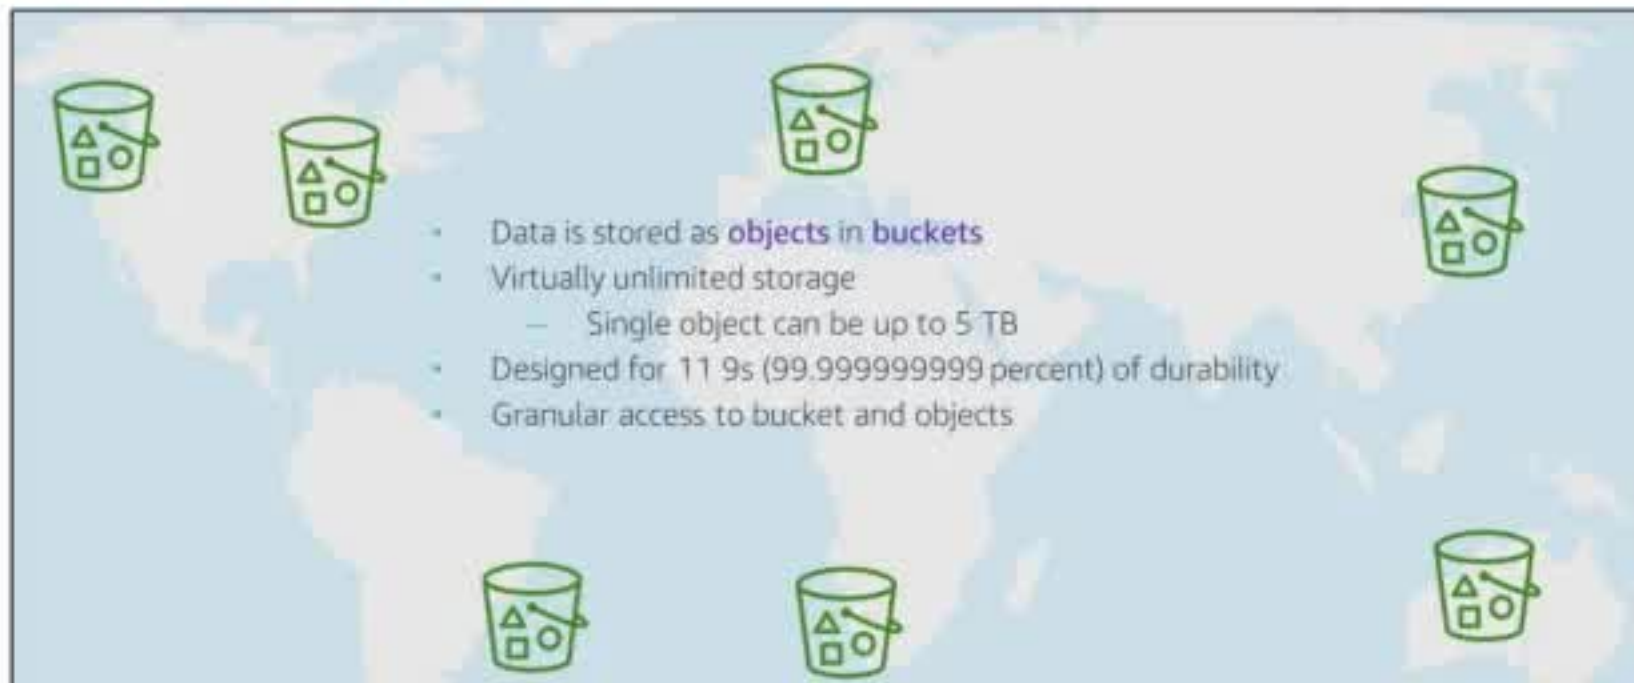 • Data is stored as objects in buckets
• Virtually unlimited storage
– Single object can be up to 5 TB
• Designed for 11 9s (99.999999999 percent) of durability
• Granular access to bucket and objects